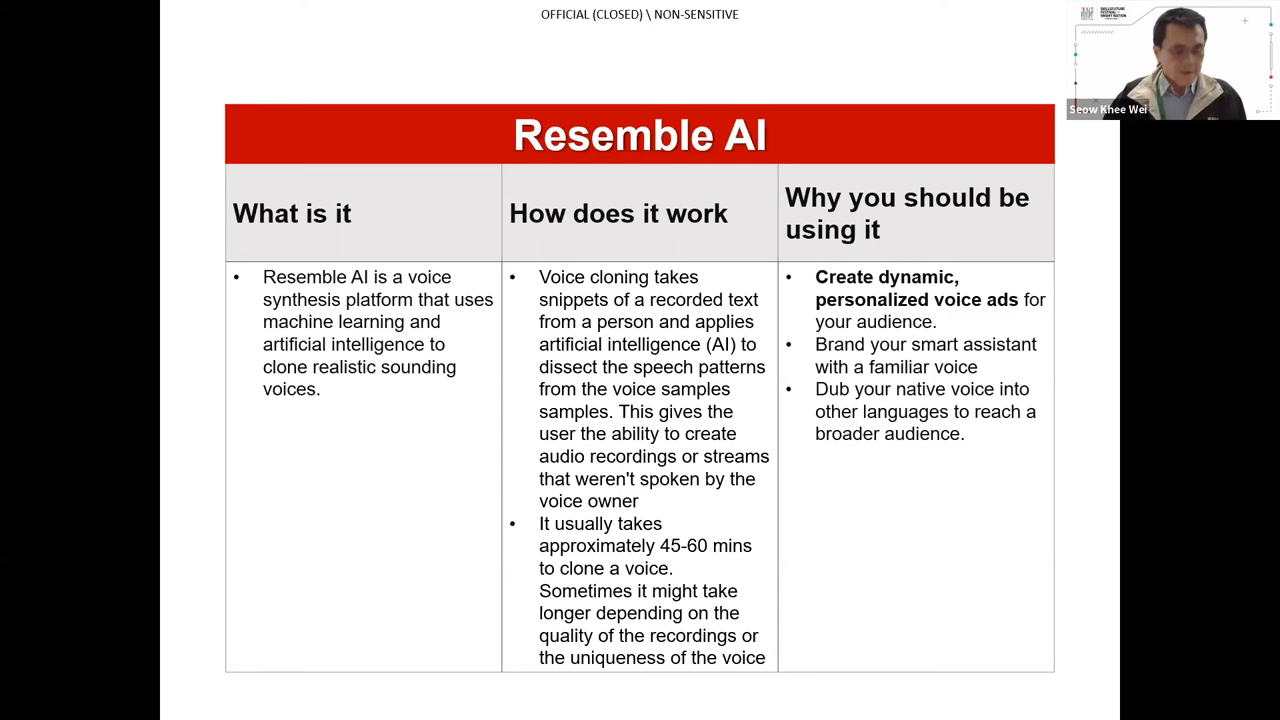 OFFICIAL (CLOSED) \ NON-SENSITIVE
SKILLSFUTURE
FESTIVAL
SMART NATION
Seow Khee Wei
Resemble AI
What is it
How does it work
Why you should be
using it
• Resemble AI is a voice
synthesis platform that uses
machine learning and
artificial intelligence to
clone realistic sounding
voices.
• Voice cloning takes
snippets of a recorded text
from a person and applies
artificial intelligence (AI) to
dissect the speech patterns
from the voice samples
samples. This gives the
user the ability to create
audio recordings or streams
that weren't spoken by the
voice owner
• It usually takes
approximately 45-60 mins
to clone a voice.
Sometimes it might take
longer depending on the
quality of the recordings or
the uniqueness of the voice
• Create dynamic,
personalized voice ads for
your audience.
• Brand your smart assistant
with a familiar voice
• Dub your native voice into
other languages to reach a
broader audience.